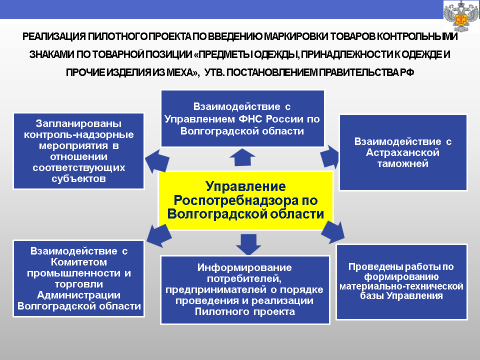 РЕАЛИЗАЦИЯ ПИЛОТНОГО ПРОЕКТА ПО ВВЕДЕНИЮ МАРКИРОВКИ ТОВАРОВ КОНТРОЛЬНЫМИ
ЗНАКАМИ ПО ТОВАРНОЙ ПОЗИЦИИ «ПРЕДМЕТЫ ОДЕЖДЫ, ПРИНАДЛЕЖНОСТИ К ОДЕЖДЕ И
ПРОЧИЕ ИЗДЕЛИЯ ИЗ МЕХА», УТВ. ПОСТАНОВЛЕНИЕМ ПРАВИТЕЛЬСТВА РФ
Запланированы
контроль-надзорные
мероприятия в
отношении
соответствующих
субъектов
Взаимодействие с
Управлением ФНС России по
Волгоградской области
Взаимодействие с
Астраханской
таможней
Управление
Роспотребнадзора по
Волгоградской области
Взаимодействие с
Комитетом
промышленности и
торговли
Администрации
Волгоградской области
Информирование
потребителей,
предпринимателей о порядке
проведения и реализации
Пилотного проекта
Проведены работы по
формированию
материально-технической
базы Управления